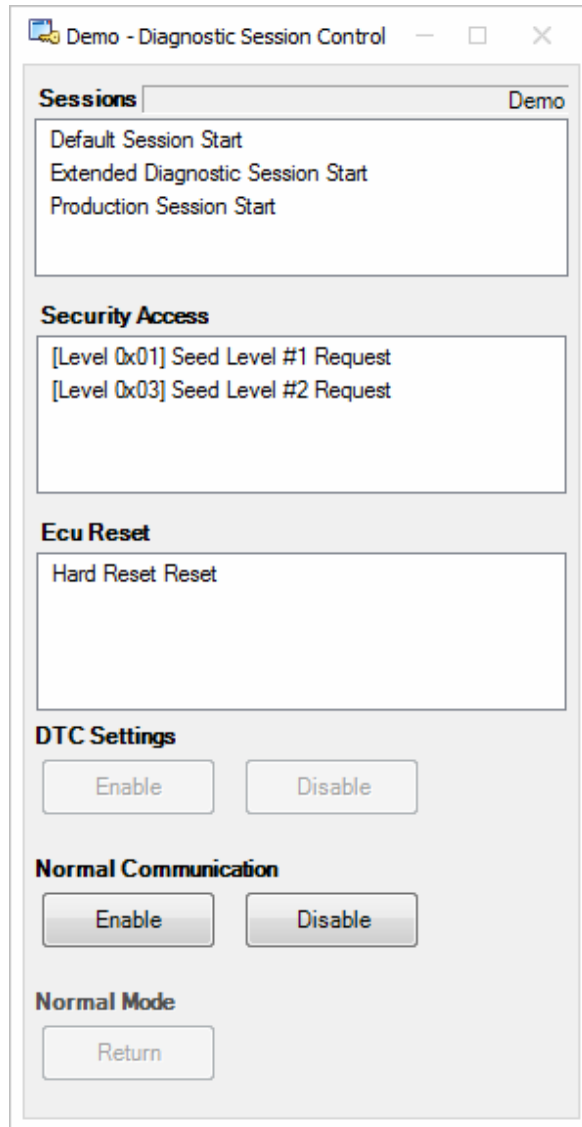 Demo - Diagnostic Session Control
Sessions Demo
Default Session Start
Extended Diagnostic Session Start
Production Session Start
Security Access
[Level 0x01] Seed Level #1 Request
[Level 0x03] Seed Level #2 Request
Ecu Reset
Hard Reset Reset
DTC Settings
Enable Disable
Normal Communication
Enable Disable
Normal Mode
Return